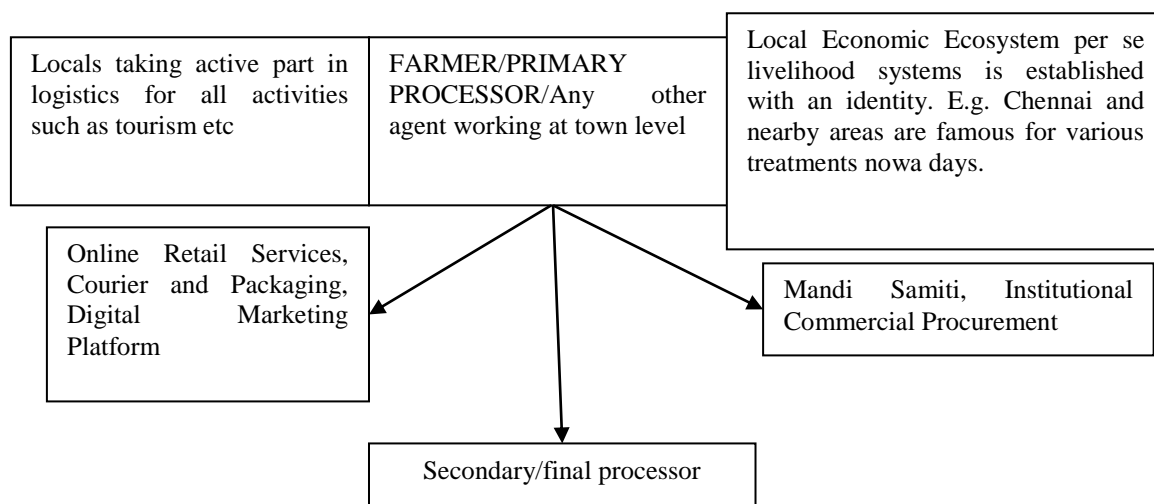 Locals taking active part in
logistics for all activities
such as tourism etc
FARMER/PRIMARY
PROCESSOR/Any other
agent working at town level
Local Economic Ecosystem per se
livelihood systems is established
with an identity. E.g. Chennai and
nearby areas are famous for various
treatments nowa days.
Online Retail Services,
Courier and Packaging,
Digital Marketing
Platform
Mandi Samiti, Institutional
Commercial Procurement
Secondary/final processor